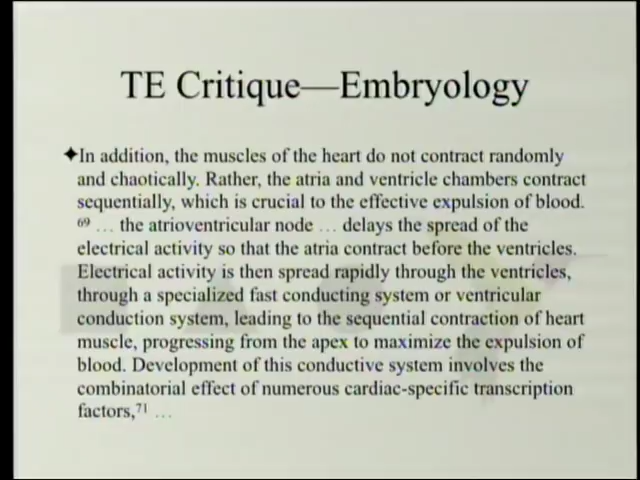 TE Critique—Embryology
✦In addition, the muscles of the heart do not contract randomly
and chaotically. Rather, the atria and ventricle chambers contract
sequentially, which is crucial to the effective expulsion of blood.
69 … the atrioventricular node … delays the spread of the
electrical activity so that the atria contract before the ventricles.
Electrical activity is then spread rapidly through the ventricles,
through a specialized fast conducting system or ventricular
conduction system, leading to the sequential contraction of heart
muscle, progressing from the apex to maximize the expulsion of
blood. Development of this conductive system involves the
combinatorial effect of numerous cardiac-specific transcription
factors,71 …